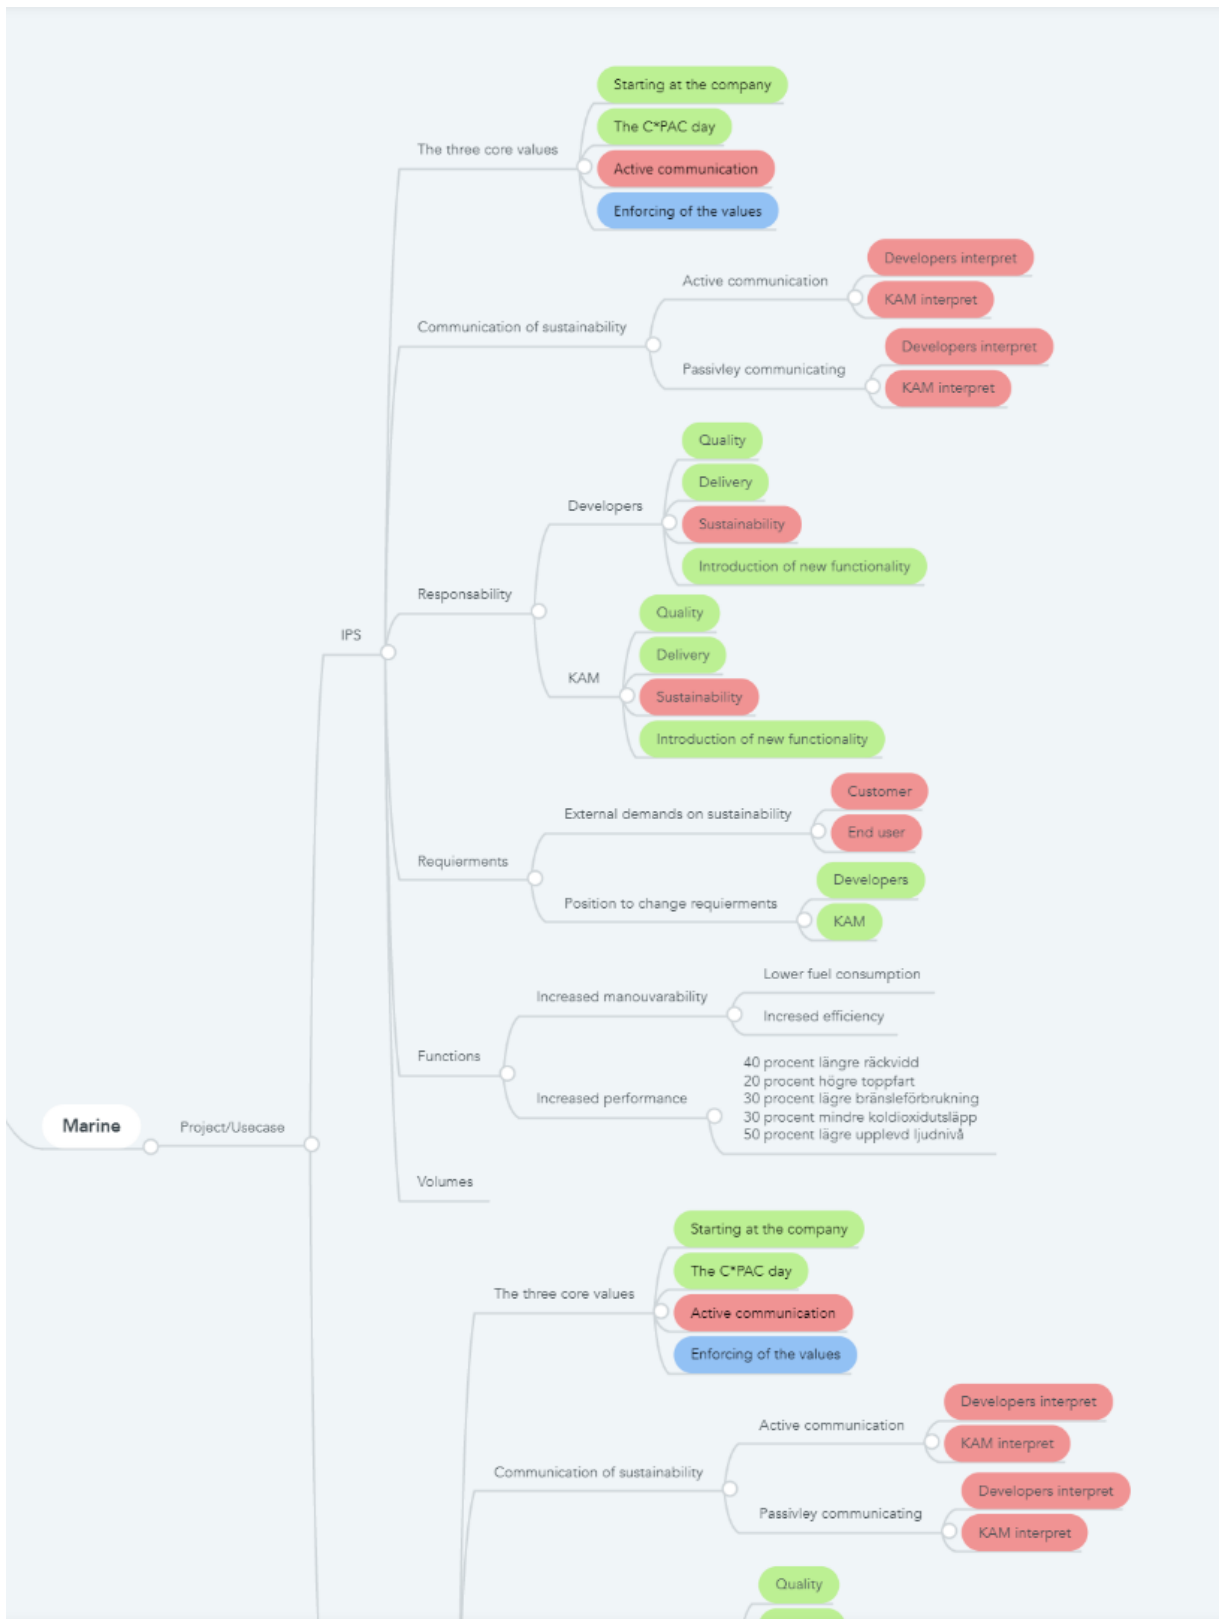 Starting at the company
The C*PAC day
The three core values
Active communication
Enforcing of the values
Developers interpret
Active communication
KAM interpret
Communication of sustainability
Developers interpret
Passivley communicating
KAM interpret
Quality
Delivery
Developers
Sustainability
Introduction of new functionality
Responsability
Quality
IPS
Delivery
KAM
Sustainability
Introduction of new functionality
Customer
External demands on sustainability
End user
Requierments
Developers
Position to change requierments
KAM
Lower fuel consumption
Increased manouvarability
Incresed efficiency
Functions
40 procent längre räckvidd
20 procent högre toppfart
Increased performance
30 procent lägre bränsleförbrukning
30 procent mindre koldioxidutsläpp
50 procent lägre upplevd ljudnivå
Marine
Project/Usecase
Volumes
Starting at the company
The C*PAC day
The three core values
Active communication
Enforcing of the values
Developers interpret
Active communication
KAM interpret
Communication of sustainability
Developers interpret
Passivley communicating
KAM interpret
Quality